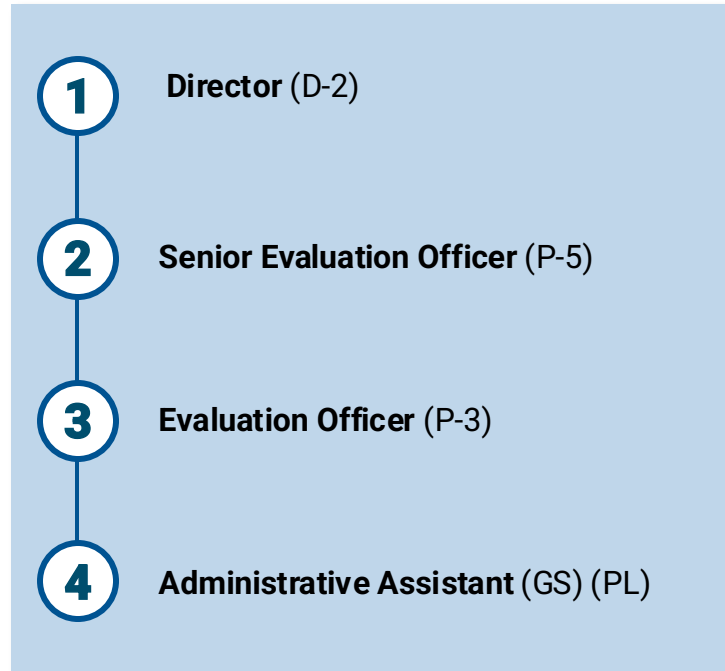 1 Director (D-2)
2 Senior Evaluation Officer (P-5)
3 Evaluation Officer (P-3)
4 Administrative Assistant (GS) (PL)